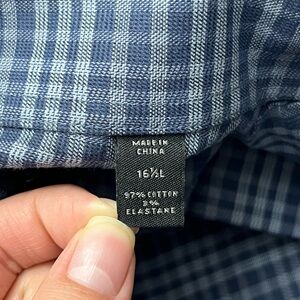 MADE IN
CHINA
16½L
97% COTTON
3%
ELASTANE